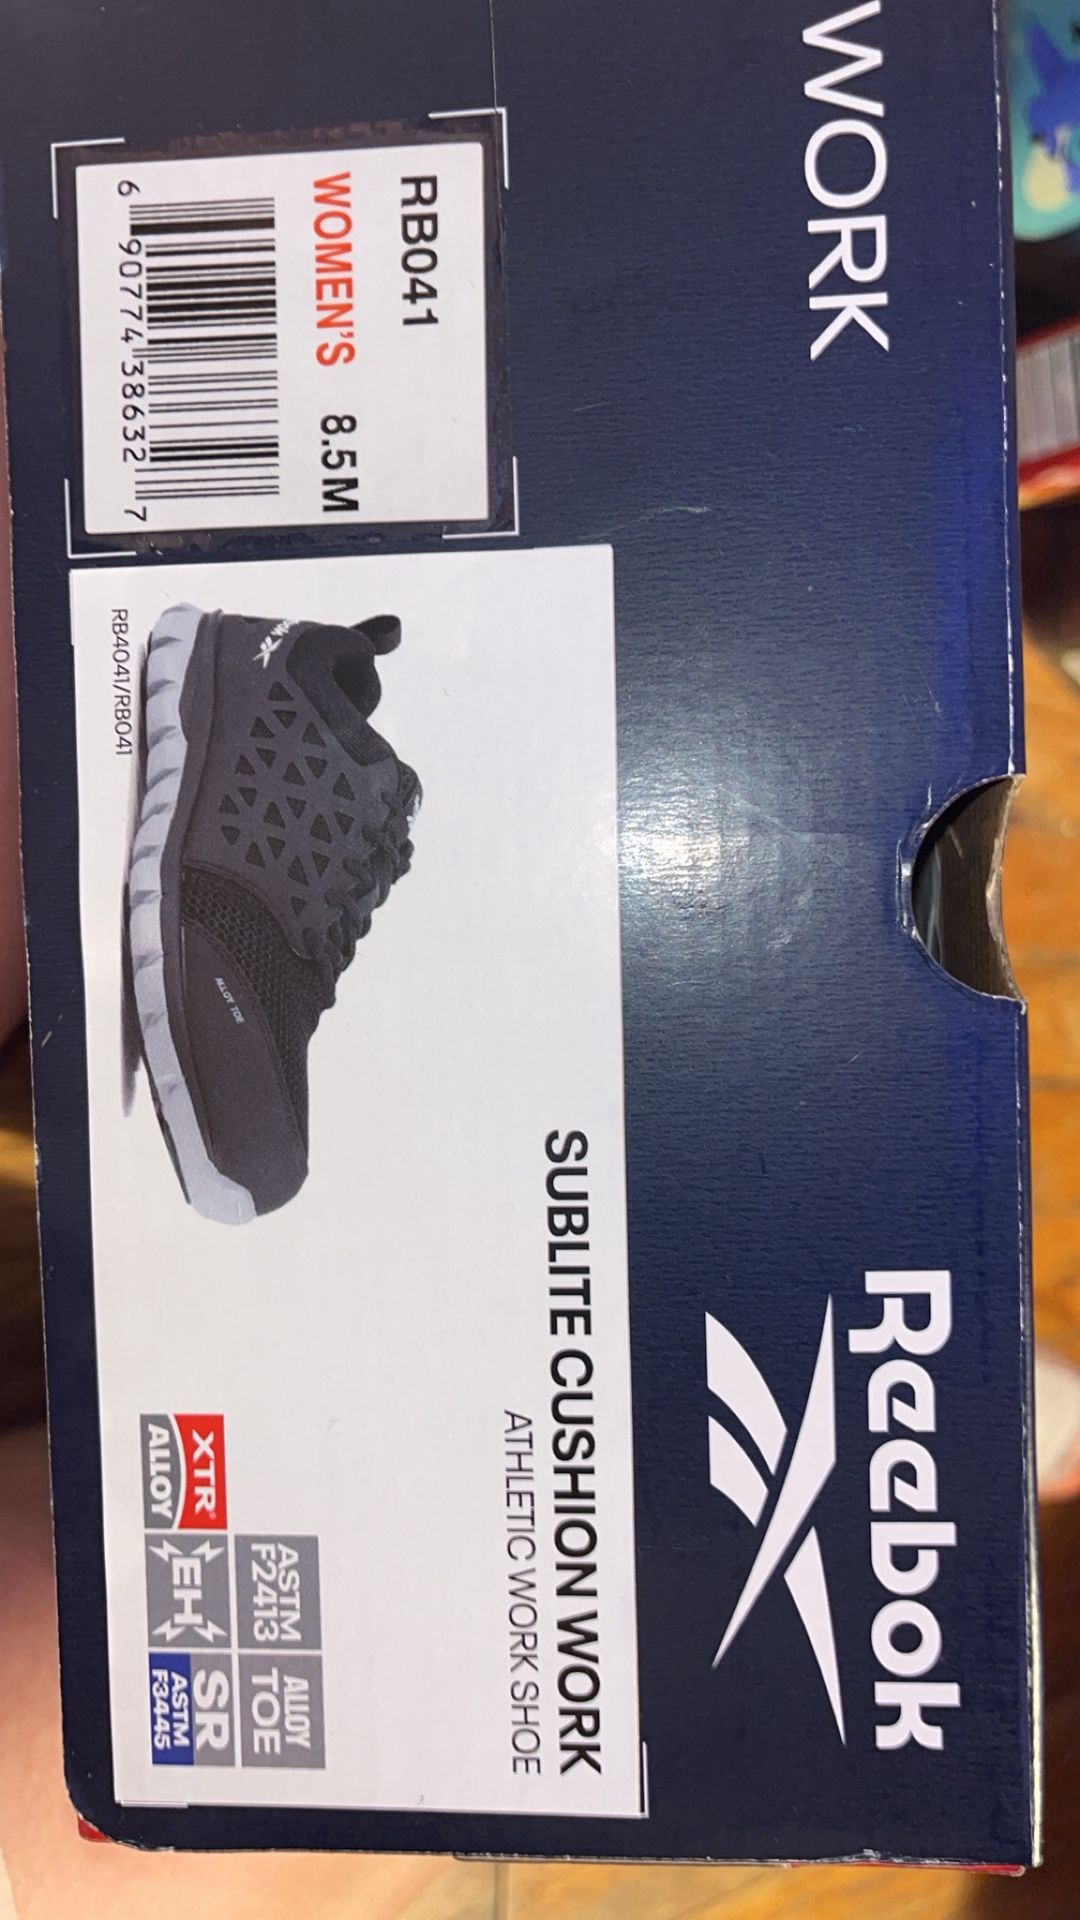 WORK
Reebok
RB041
WOMEN'S 8.5M
6 90774 38632 7
SUBLITE CUSHION WORK
ATHLETIC WORK SHOE
ALLOY TOE
RB4041/RB041
ASTM
F2413
ALLOY
TOE
XTR®
ALLOY
EH
SR
ASTM
F3445